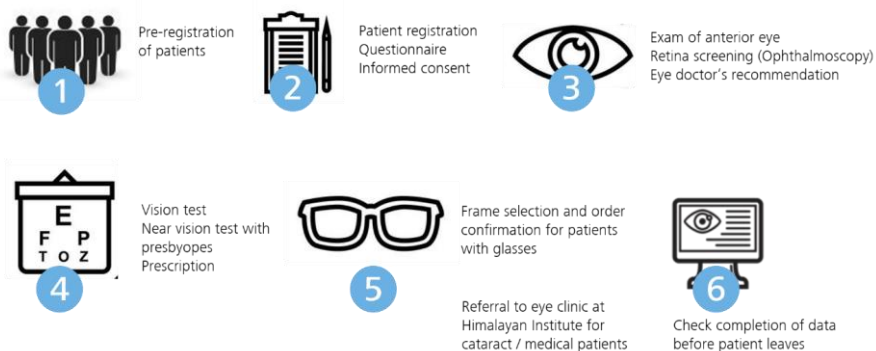 Pre-registration
of patients
1
Patient registration
Questionnaire
Informed consent
2
Exam of anterior eye
Retina screening (Ophthalmoscopy)
Eye doctor's recommendation
3
E
F P
T O Z
Vision test
Near vision test with
presbyopes
Prescription
4
Frame selection and order
confirmation for patients
with glasses
5
Referral to eye clinic at
Himalayan Institute for
cataract / medical patients
6
Check completion of data
before patient leaves